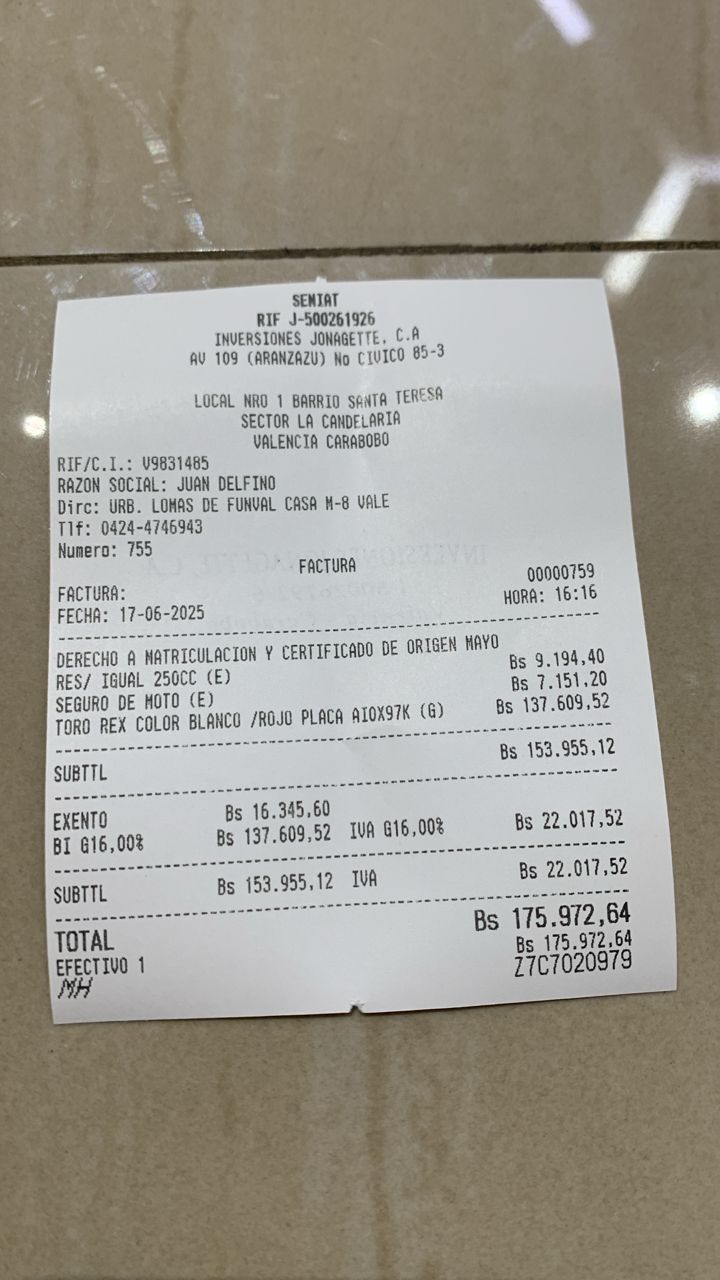 SENIAT
RIF J-500261926
INVERSIONES JONAGETTE, C.A
AV 109 (ARANZAZU) No CIVICO 85-3
LOCAL NRO 1 BARRIO SANTA TERESA
SECTOR LA CANDELARIA
VALENCIA CARABOBO
RIF/C.I.: V9831485
RAZON SOCIAL: JUAN DELFINO
Dirc: URB. LOMAS DE FUNVAL CASA M-8 VALE
Tlf: 0424-4746943
Numero: 755
FACTURA
FACTURA: 00000759
FECHA: 17-06-2025 HORA: 16:16
DERECHO A MATRICULACION Y CERTIFICADO DE ORIGEN MAYO
RES/ IGUAL 250CC (E) Bs 9.194,40
SEGURO DE MOTO (E) Bs 7.151,20
TORO REX COLOR BLANCO /ROJO PLACA AI0X97K (G) Bs 137.609,52
SUBTTL Bs 153.955,12
EXENTO Bs 16.345,60
BI G16,00% Bs 137.609,52 IVA G16,00% Bs 22.017,52
SUBTTL Bs 153.955,12 IVA Bs 22.017,52
TOTAL Bs 175.972,64
EFECTIVO 1 Bs 175.972,64
MH Z7C7020979